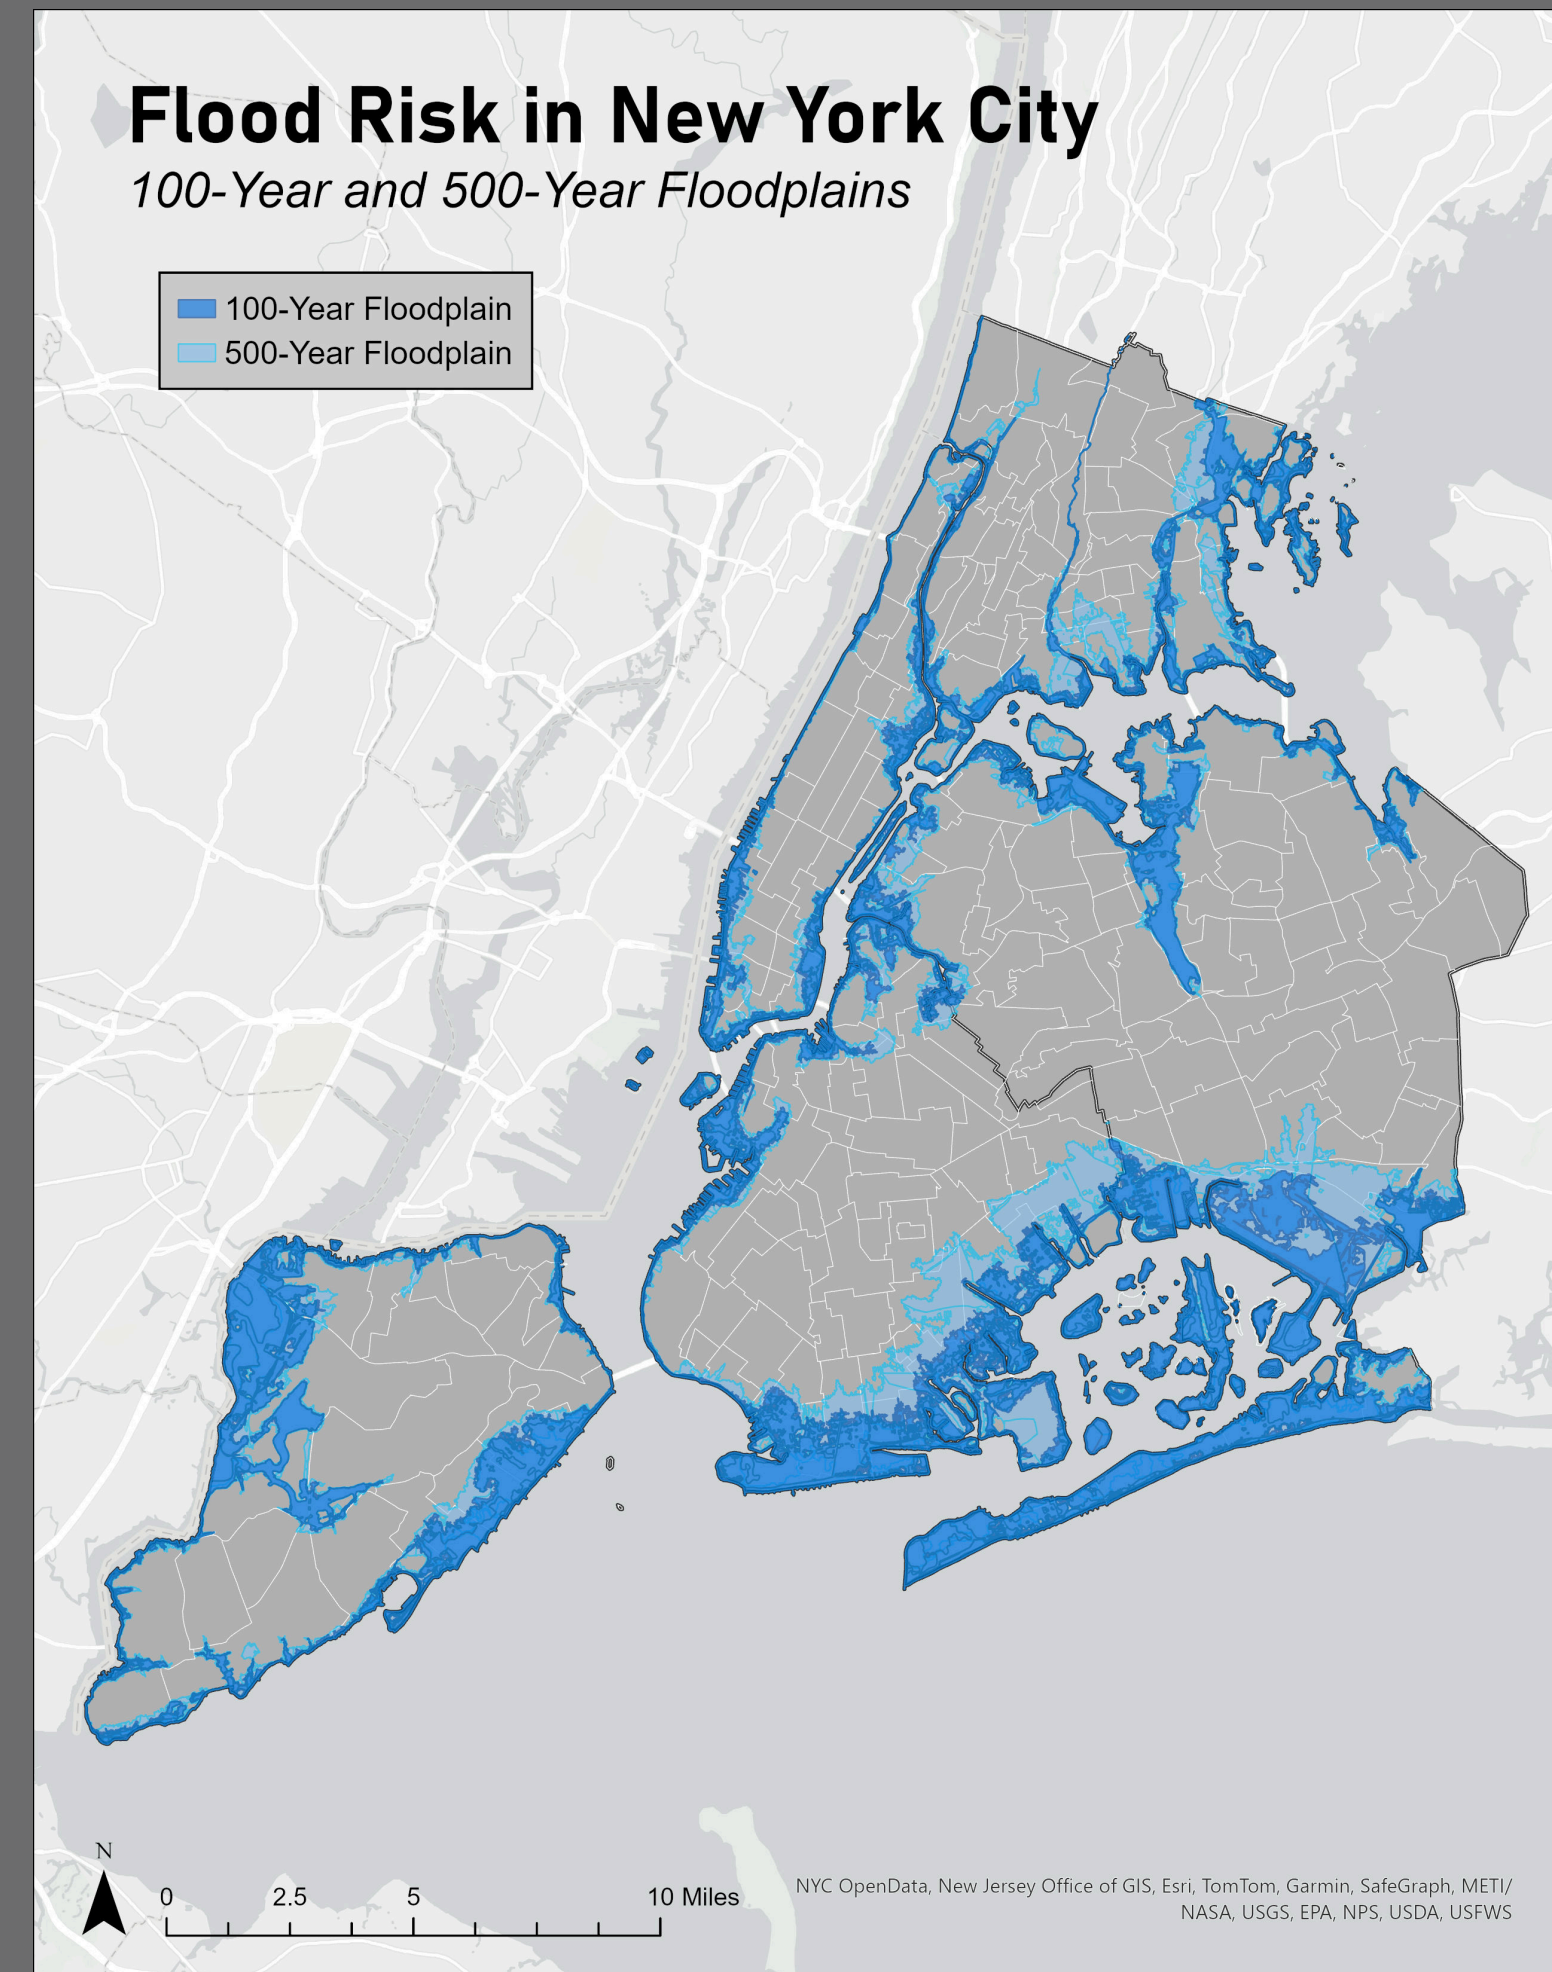 Flood Risk in New York City
100-Year and 500-Year Floodplains
100-Year Floodplain
500-Year Floodplain
N
0 2.5 5 10 Miles
NYC OpenData, New Jersey Office of GIS, Esri, TomTom, Garmin, SafeGraph, METI/
NASA, USGS, EPA, NPS, USDA, USFWS